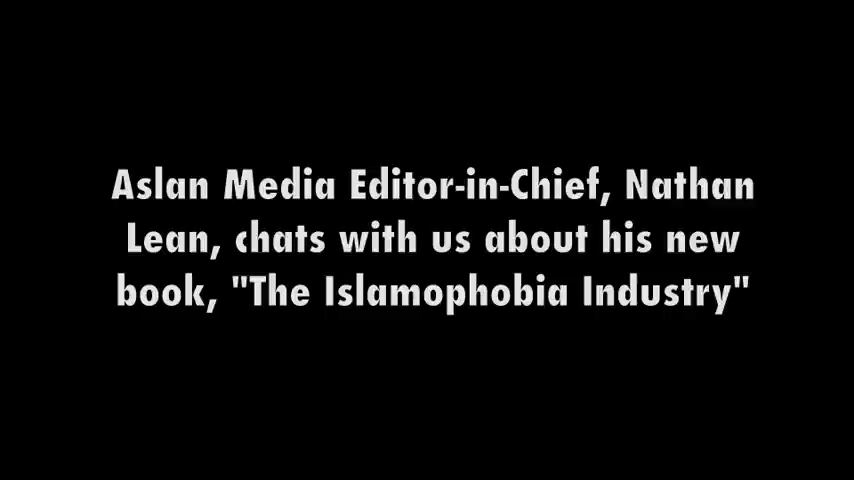 Aslan Media Editor-in-Chief, Nathan
Lean, chats with us about his new
book, "The Islamophobia Industry"